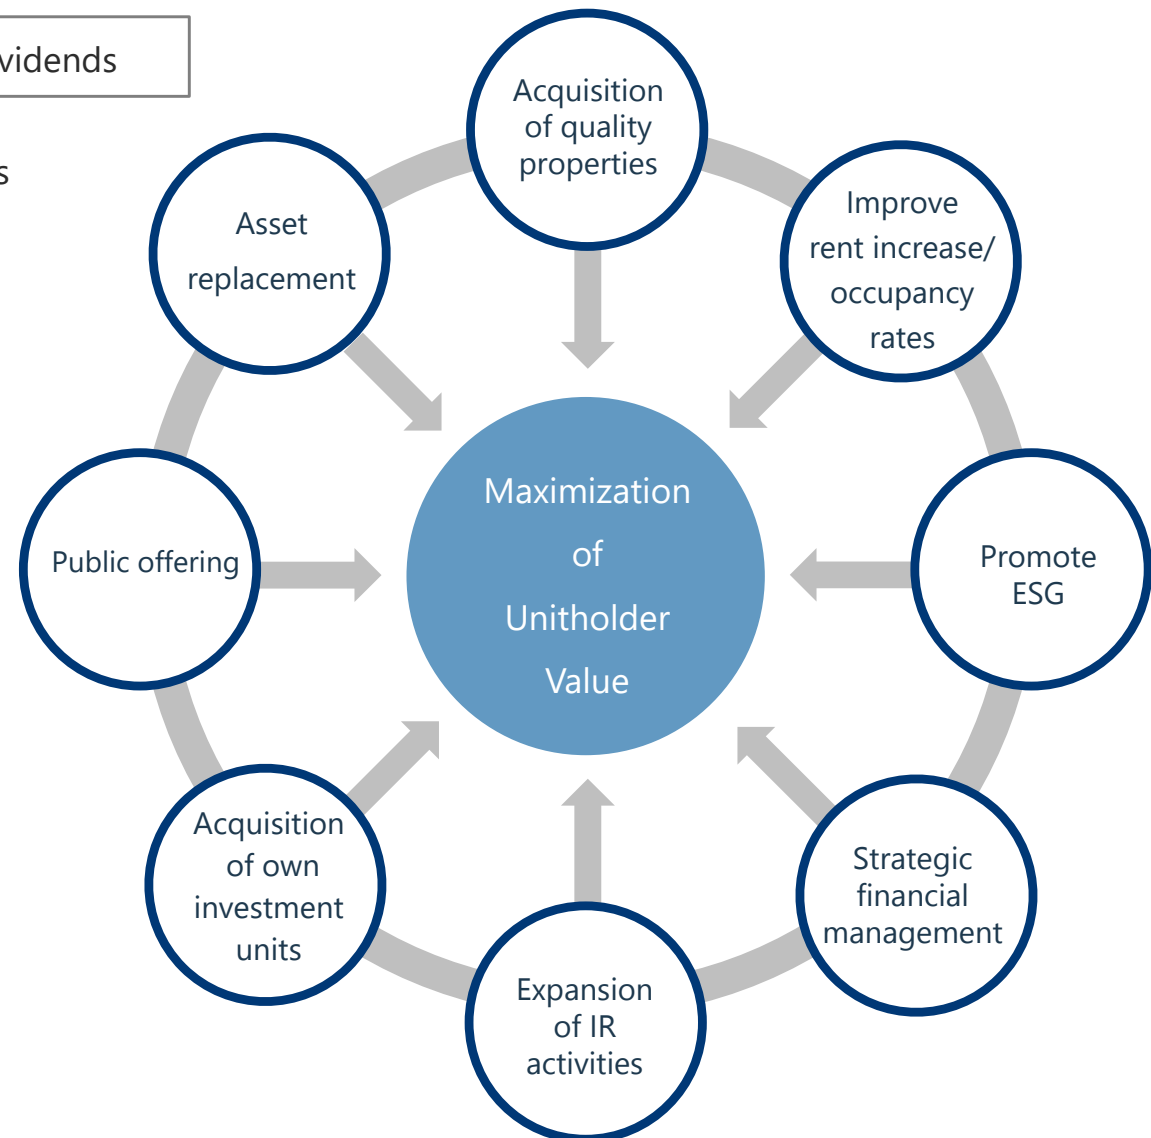 vidends
s
Acquisition
of quality
properties
Improve
rent increase/
occupancy
rates
Promote
ESG
Strategic
financial
management
Expansion
of IR
activities
Acquisition
of own
investment
units
Public offering
Asset
replacement
Maximization
of
Unitholder
Value